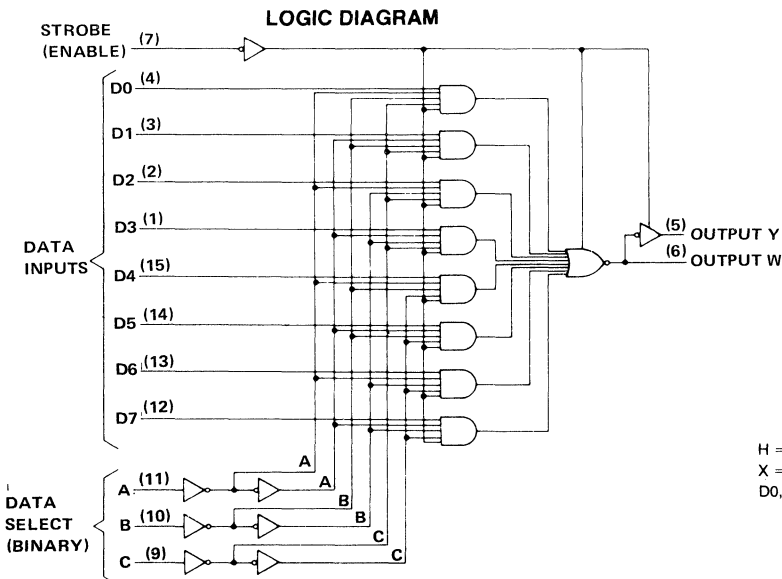 LOGIC DIAGRAM
STROBE (7)
(ENABLE)
D0 (4)
D1 (3)
D2 (2)
D3 (1)
DATA
INPUTS
D4 (15)
D5 (14)
D6 (13)
D7 (12)
(5) OUTPUT Y
(6) OUTPUT W
H =
X =
D0,
DATA
SELECT
(BINARY)
A (11)
A
A
B (10)
B
B
C (9)
C
C